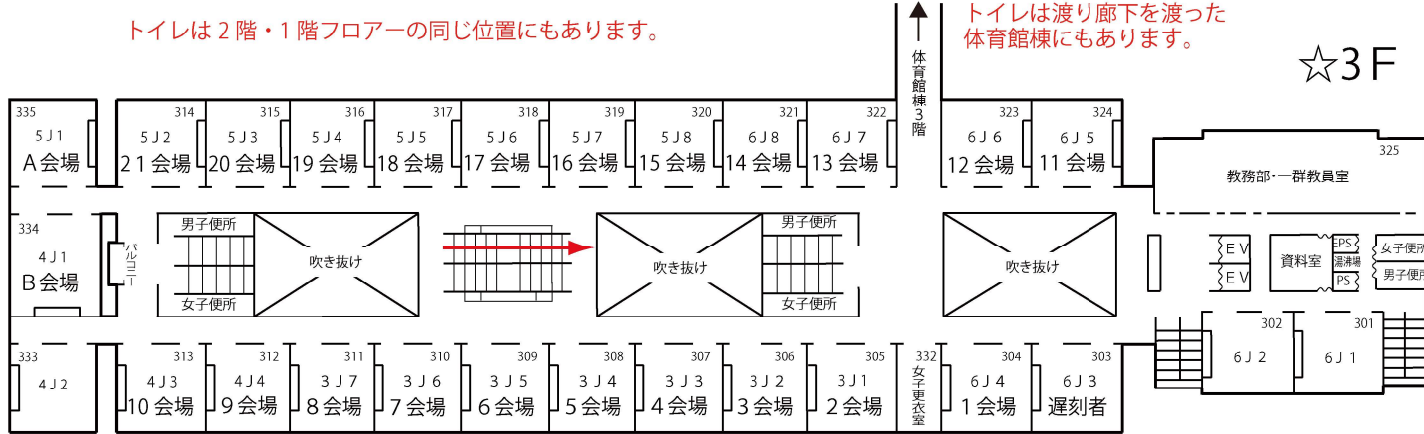 トイレは２階・１階フロアーの同じ位置にもあります。
トイレは渡り廊下を渡った
体育館棟にもあります。
☆3F
体育館棟3階
335
5J1
A会場
314
5J2
21会場
315
5J3
20会場
316
5J4
19会場
317
5J5
18会場
318
5J6
17会場
319
5J7
16会場
320
5J8
15会場
321
6J8
14会場
322
6J7
13会場
323
6J6
12会場
324
6J5
11会場
325
教務部・一群教員室
334
4J1
B会場
バルコニー
男子便所
女子便所
吹き抜け
吹き抜け
男子便所
女子便所
吹き抜け
EV
EV
資料室
EPS
湯沸場
PS
女子便所
男子便所
333
4J2
313
4J3
10会場
312
4J4
9会場
311
3J7
8会場
310
3J6
7会場
309
3J5
6会場
308
3J4
5会場
307
3J3
4会場
306
3J2
3会場
305
3J1
2会場
332
女子更衣室
304
6J4
1会場
303
6J3
遅刻者
302
6J2
301
6J1